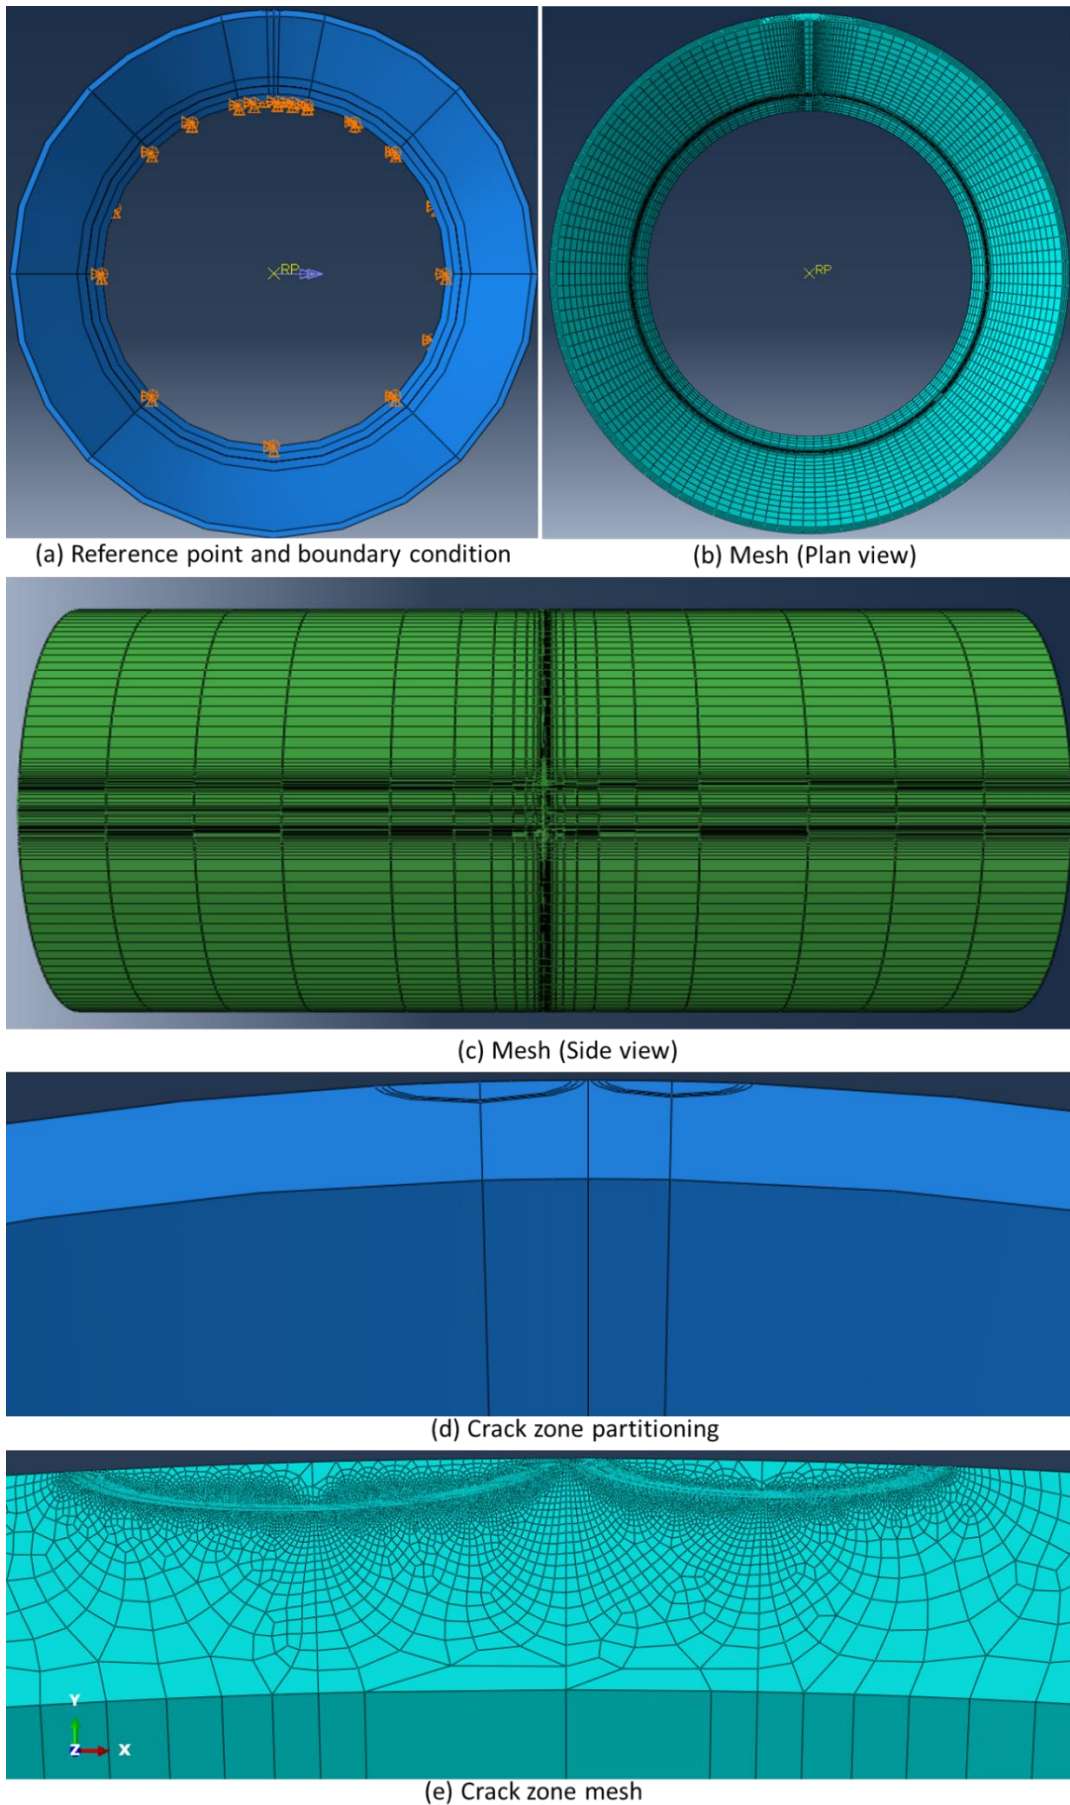 RP
RP
(a) Reference point and boundary condition
(b) Mesh (Plan view)
(c) Mesh (Side view)
(d) Crack zone partitioning
Y
Z
X
(e) Crack zone mesh